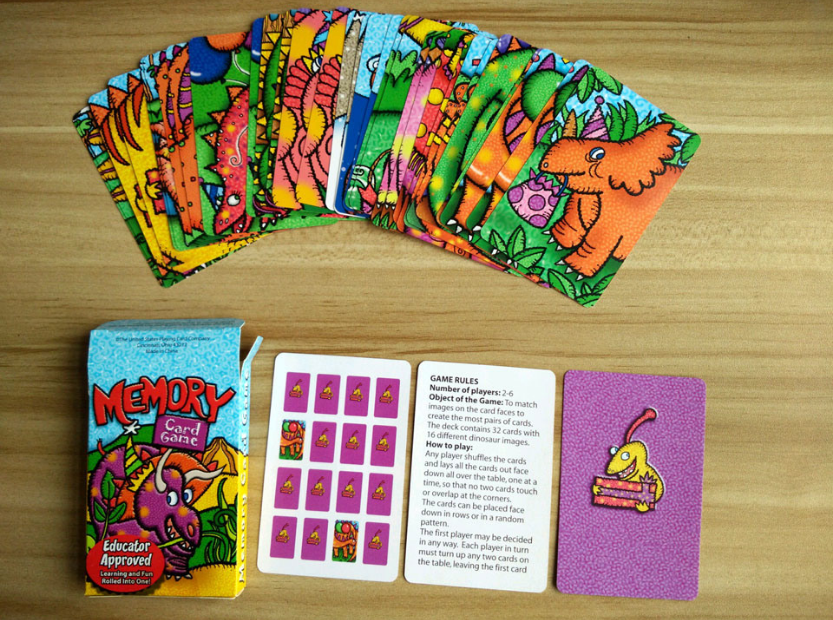 MEMORY
Card
Game
Educator
Approved
Learning and Fun
Rolled Into One!
GAME RULES
Number of players: 2-6
Object of the Game: To match
images on the card faces to
create the most pairs of cards.
The deck contains 32 cards with
16 different dinosaur images.
How to play:
Any player shuffles the cards
and lays all the cards out face
down all over the table, one at a
time, so that no two cards touch
or overlap at the corners.
The cards can be placed face
down in rows or in a random
pattern.
The first player may be decided
in any way. Each player in turn
must turn up any two cards on
the table, leaving the first card